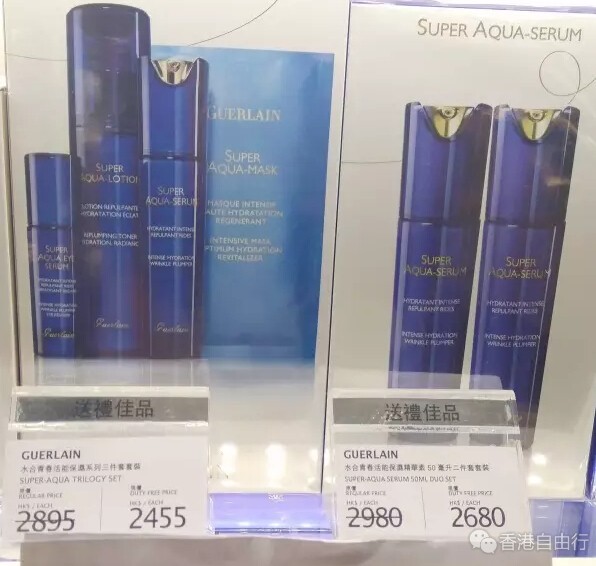 SUPER AQUA-SERUM
GUERLAIN
SUPER
AQUA-MASK
MASQUE INTENSIF
HAUTE HYDRATATION
REGENERANT
INTENSIVE MASK
OPTIMUM HYDRATION
REVITALIZER
SUPER
AQUA-LOTION
LOTION REPULPANTE
HYDRATATION ECLAT
REPLUMPING TONER
HYDRATION, RADIANCE
Guerlain
SUPER
AQUA-SERUM
HYDRATANT INTENSE
REPULPANT RIDES
INTENSE HYDRATION
WRINKLE PLUMPER
Guerlain
SUPER
AQUA-EYE
SERUM
Guerlain
SUPER
AQUA-SERUM
HYDRATANT INTENSE
REPULPANT RIDES
INTENSE HYDRATION
WRINKLE PLUMPER
SUPER
AQUA-SERUM
HYDRATANT INTENSE
REPULPANT RIDES
INTENSE HYDRATION
WRINKLE PLUMPER
送禮佳品
GUERLAIN
水合青春活能保濕系列三件套套裝
SUPER-AQUA TRILOGY SET
REGULAR PRICE
DUTY FREE PRICE
HK$ / EACH
HK$ / EACH
2895
2455
送禮佳品
GUERLAIN
水合青春活能保濕精華素 50 毫升二件套套裝
SUPER-AQUA SERUM 50ML DUO SET
REGULAR PRICE
DUTY FREE PRICE
HK$ / EACH
HK$ / EACH
2980
2680
香港自由行